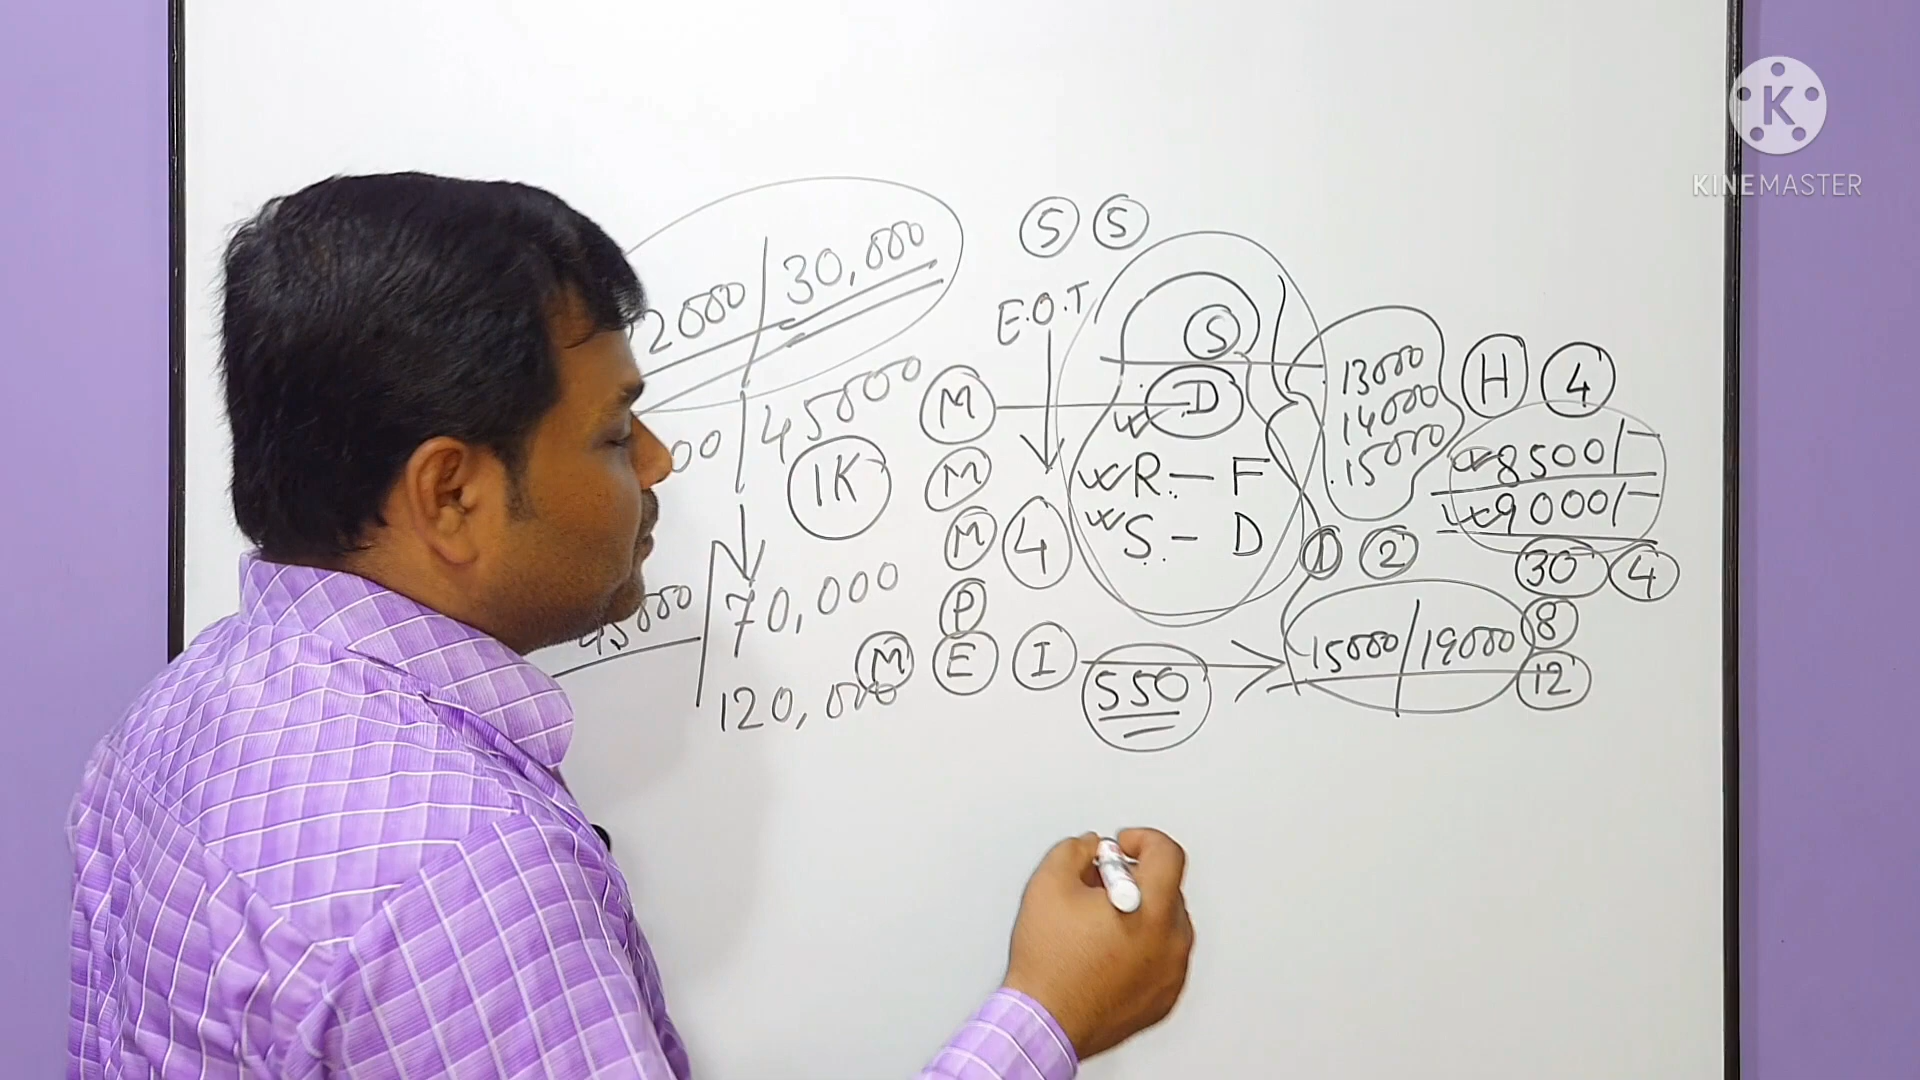 KINEMASTER
S S
2000 / 30,000
E.O.T
S
13000
14000
15000
H 4
45000
M
D
8500/-
9000/-
1K
M
R. - F
S. - D
M 4
1 2
30 4
70,000
P
8
15000 / 19000
M E I
550
12
120,000